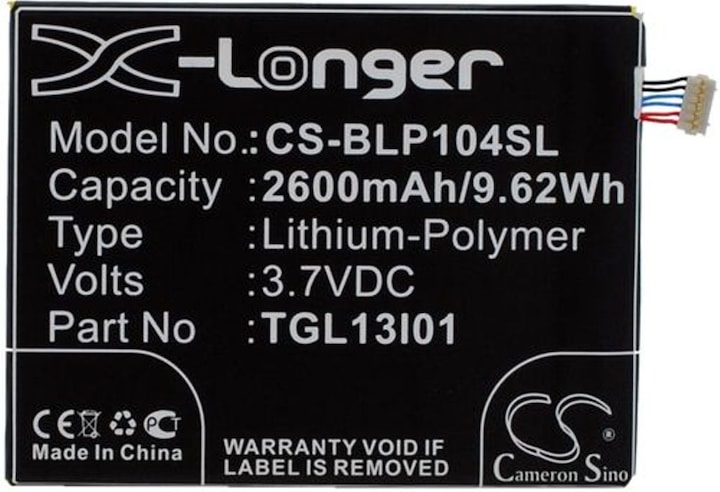 X-Longer
Model No.:CS-BLP104SL
Capacity :2600mAh/9.62Wh
Type :Lithium-Polymer
Volts :3.7VDC
Part No :TGL13I01
CE PCT
Made In China
WARRANTY VOID IF
LABEL IS REMOVED
CS ®
Cameron Sino